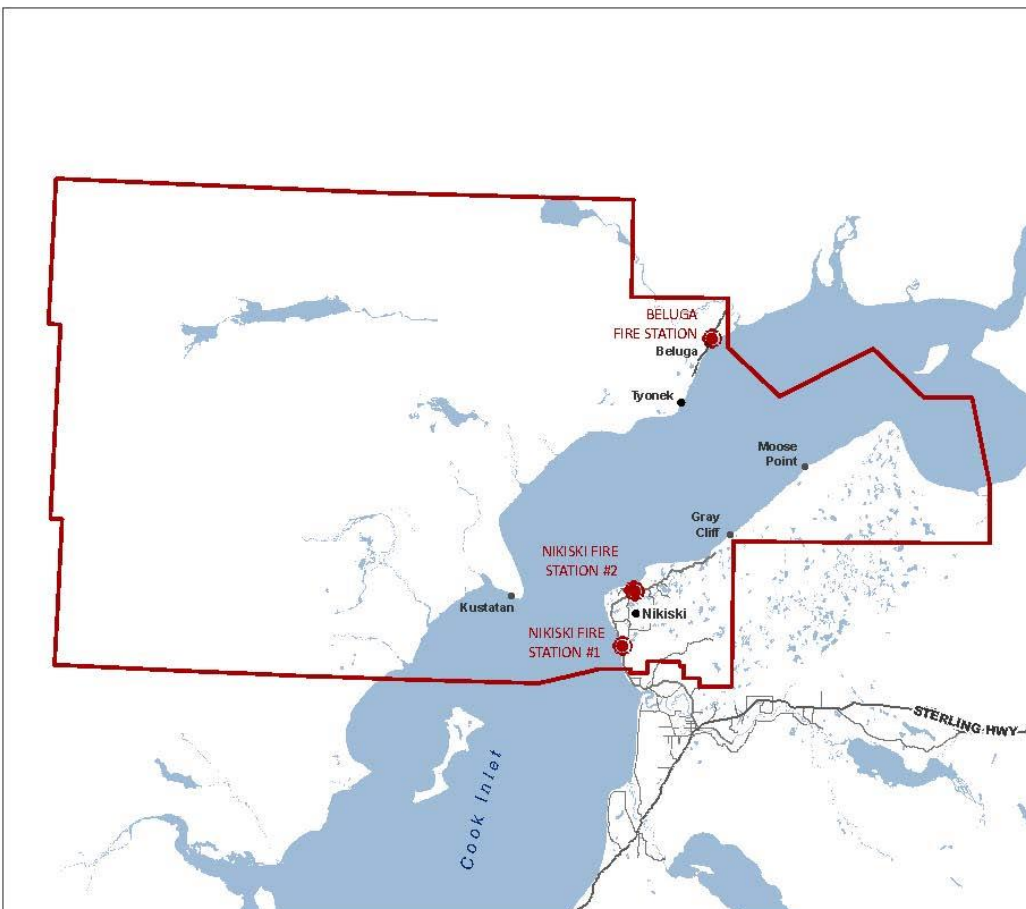 BELUGA
FIRE STATION
Beluga
Tyonek
Moose
Point
Gray
Cliff
NIKISKI FIRE
STATION #2
Kustatan
Nikiski
NIKISKI FIRE
STATION #1
STERLING HWY
Cook Inlet